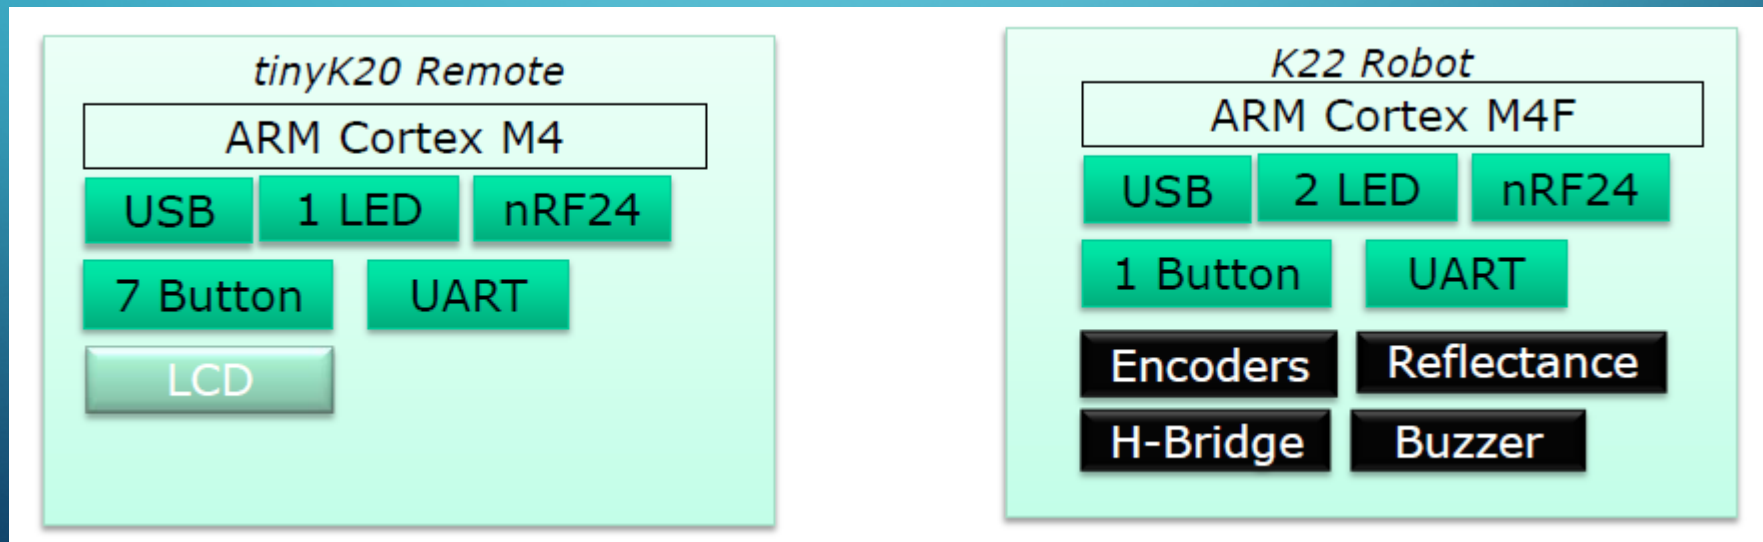 tinyK20 Remote
ARM Cortex M4
USB 1 LED nRF24
7 Button UART
LCD
K22 Robot
ARM Cortex M4F
USB 2 LED nRF24
1 Button UART
Encoders Reflectance
H-Bridge Buzzer